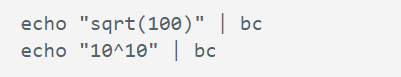 echo "sqrt(100)" | bc
echo "10^10" | bc